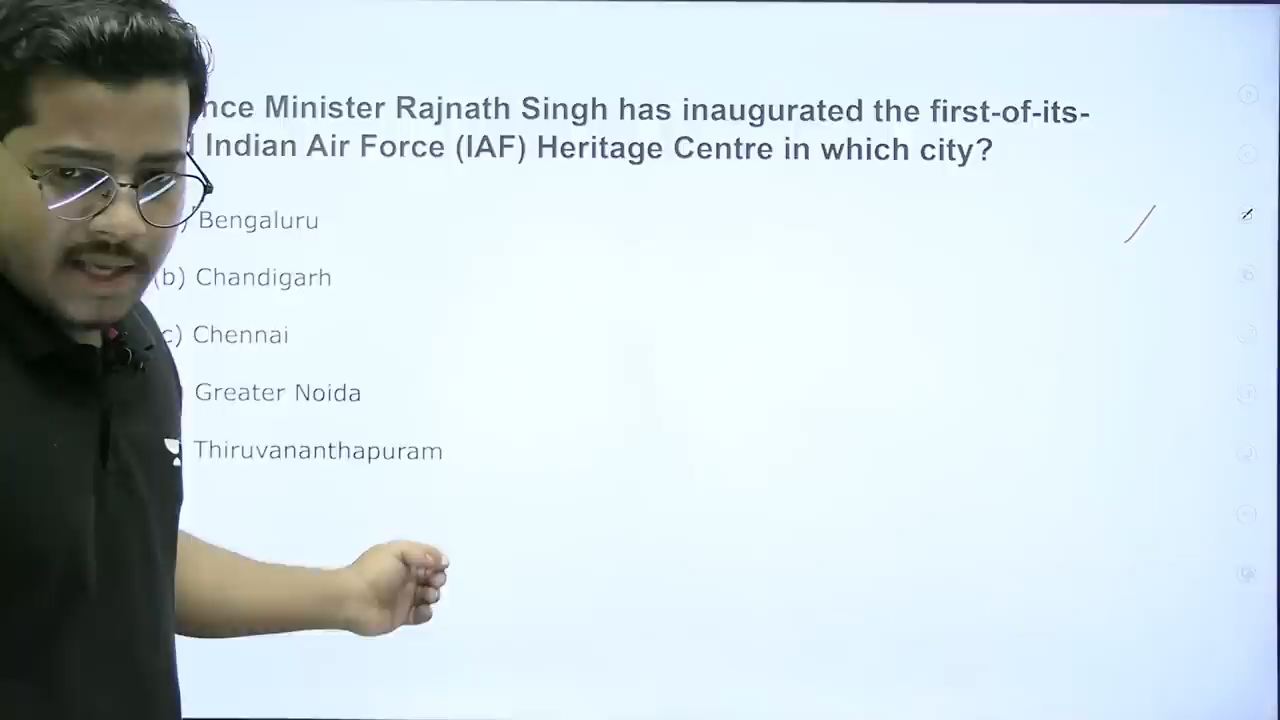 nce Minister Rajnath Singh has inaugurated the first-of-its-
Indian Air Force (IAF) Heritage Centre in which city?
) Bengaluru
(b) Chandigarh
c) Chennai
Greater Noida
Thiruvananthapuram